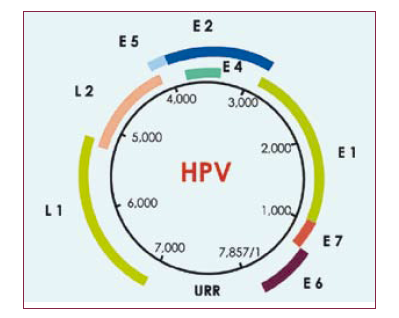 E 2
E 5
E 4
4,000
3,000
L 2
5,000
2,000
E 1
HPV
6,000
L 1
1,000
E 7
7,000
7,857/1
E 6
URR